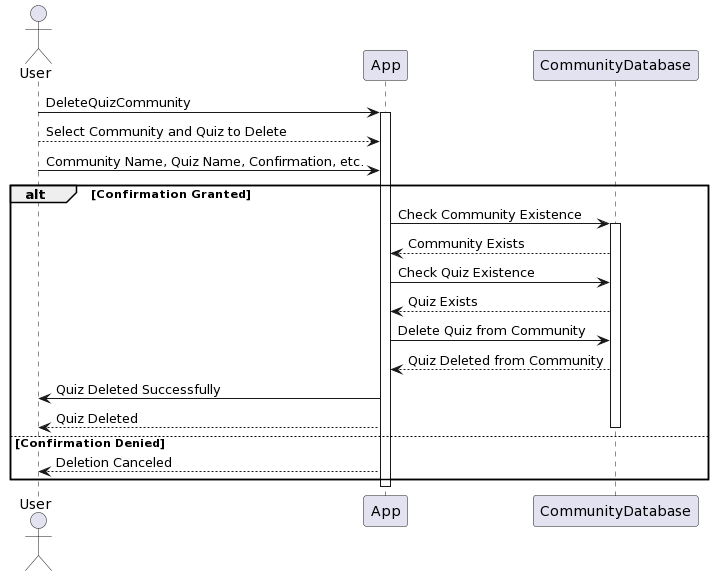 User
App
CommunityDatabase
DeleteQuizCommunity
Select Community and Quiz to Delete
Community Name, Quiz Name, Confirmation, etc.
alt
[Confirmation Granted]
Check Community Existence
Community Exists
Check Quiz Existence
Quiz Exists
Delete Quiz from Community
Quiz Deleted from Community
Quiz Deleted Successfully
Quiz Deleted
[Confirmation Denied]
Deletion Canceled
User
App
CommunityDatabase